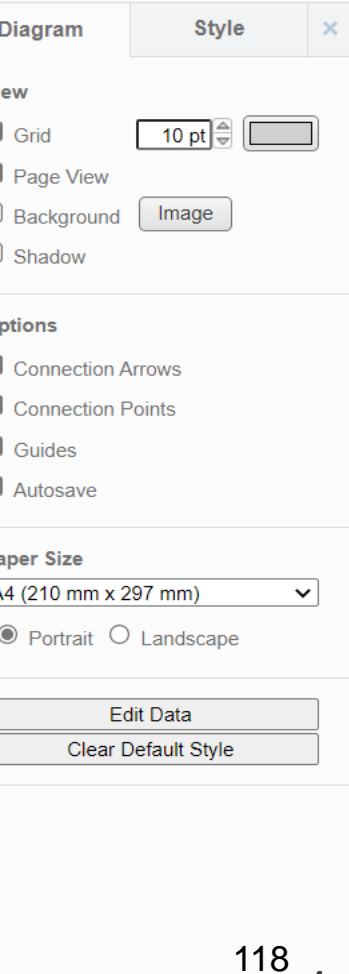 Diagram Style ×
ew
Grid 10 pt
Page View
Background Image
Shadow
ptions
Connection Arrows
Connection Points
Guides
Autosave
aper Size
A4 (210 mm x 297 mm)
Portrait Landscape
Edit Data
Clear Default Style
118